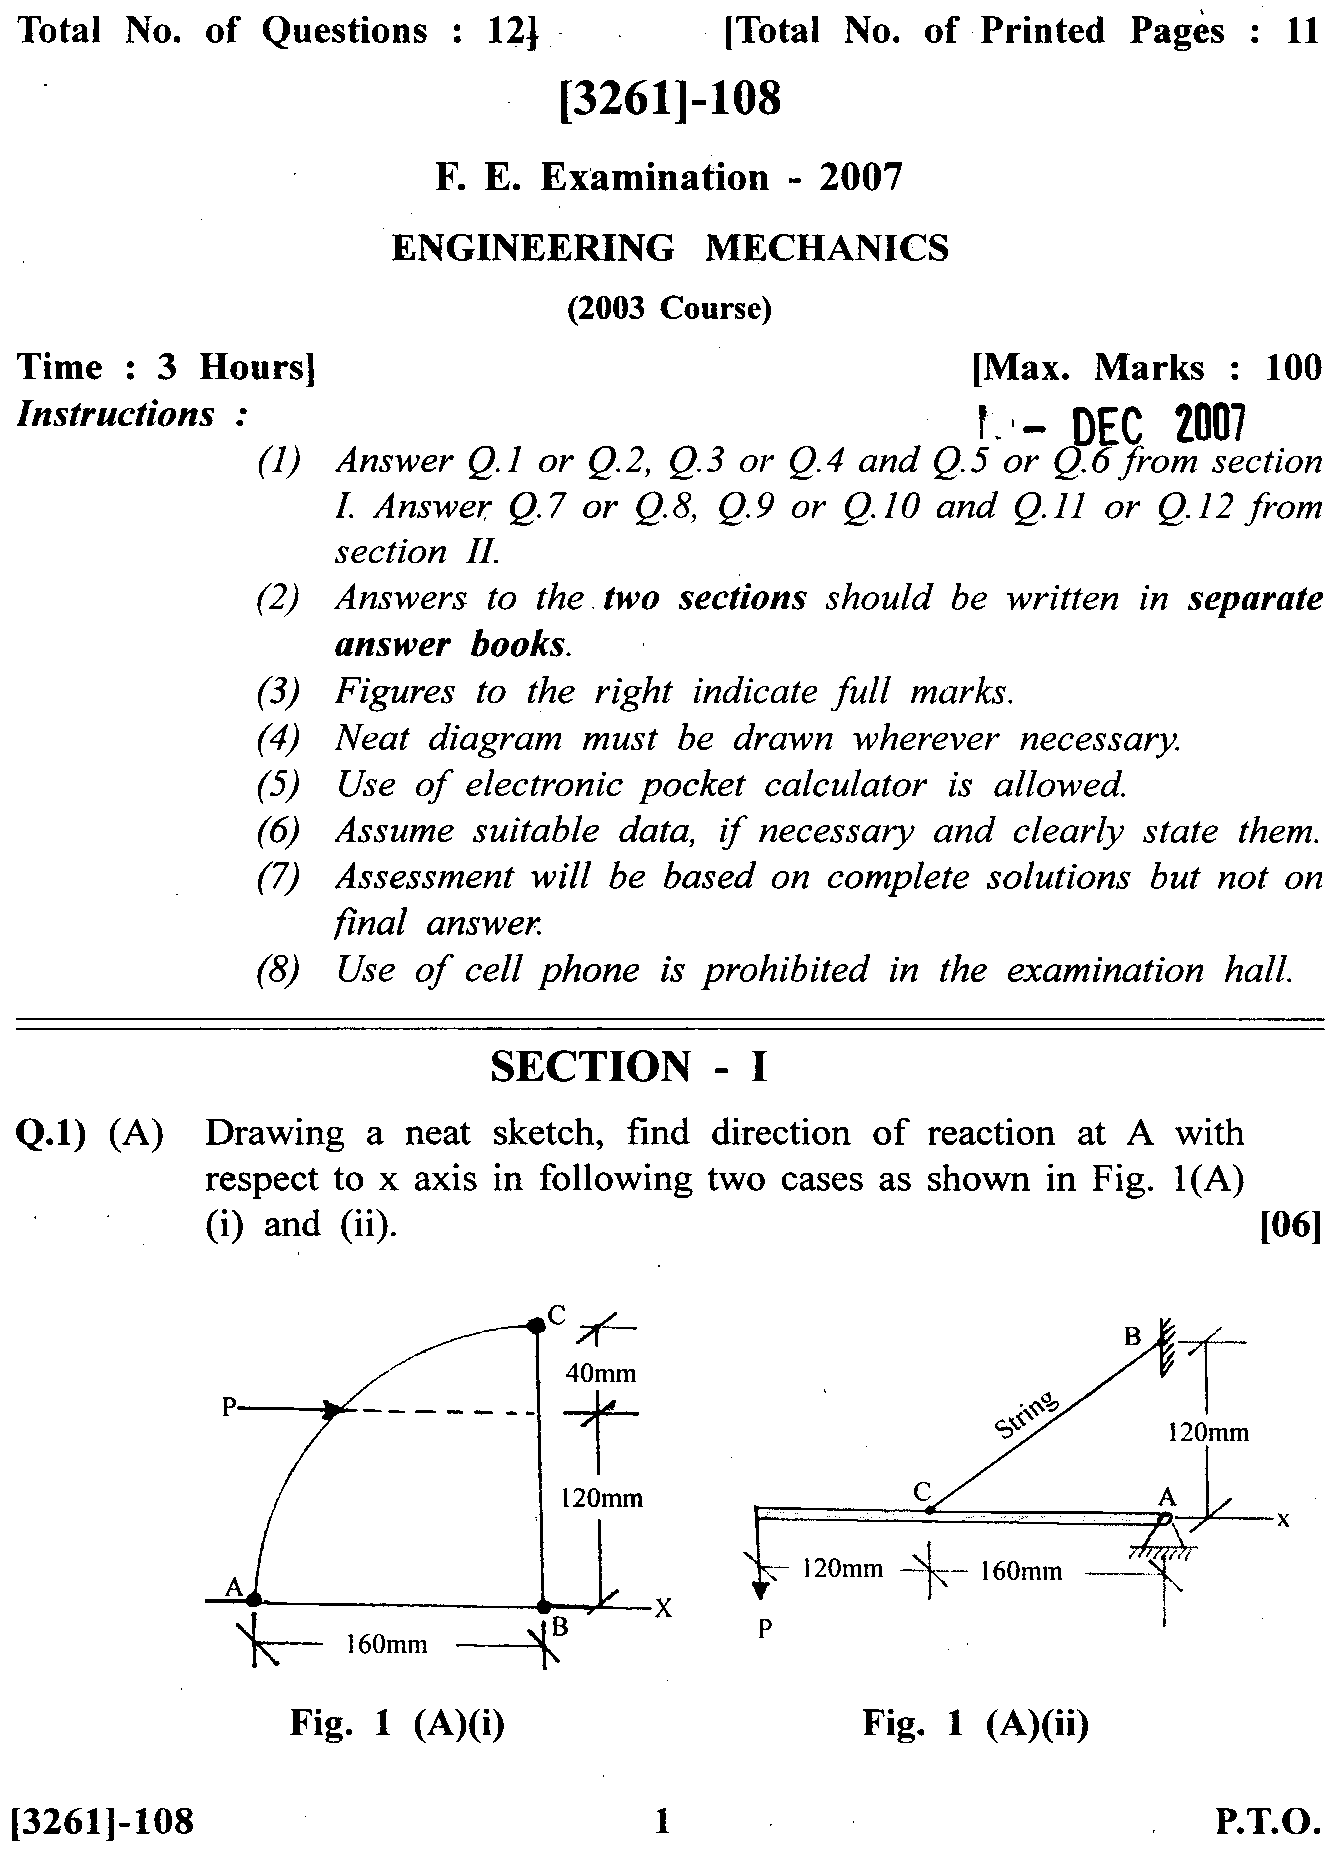 Total No. of Questions : 12]
[Total No. of Printed Pages : 11
[3261]-108
F. E. Examination - 2007
ENGINEERING MECHANICS
(2003 Course)
Time : 3 Hours]
[Max. Marks : 100
Instructions :
- DEC 2007
(1) Answer Q.1 or Q.2, Q.3 or Q.4 and Q.5 or Q.6 from section
I. Answer Q.7 or Q.8, Q.9 or Q.10 and Q.11 or Q.12 from
section II.
(2) Answers to the two sections should be written in separate
answer books.
(3) Figures to the right indicate full marks.
(4) Neat diagram must be drawn wherever necessary.
(5) Use of electronic pocket calculator is allowed.
(6) Assume suitable data, if necessary and clearly state them.
(7) Assessment will be based on complete solutions but not on
final answer.
(8) Use of cell phone is prohibited in the examination hall.
SECTION - I
Q.1) (A) Drawing a neat sketch, find direction of reaction at A with
respect to x axis in following two cases as shown in Fig. 1(A)
(i) and (ii). [06]
C
40mm
P
120mm
A
X
B
160mm
B
String
120mm
C
A
x
120mm
160mm
P
Fig. 1 (A)(i)
Fig. 1 (A)(ii)
[3261]-108
1
P.T.O.